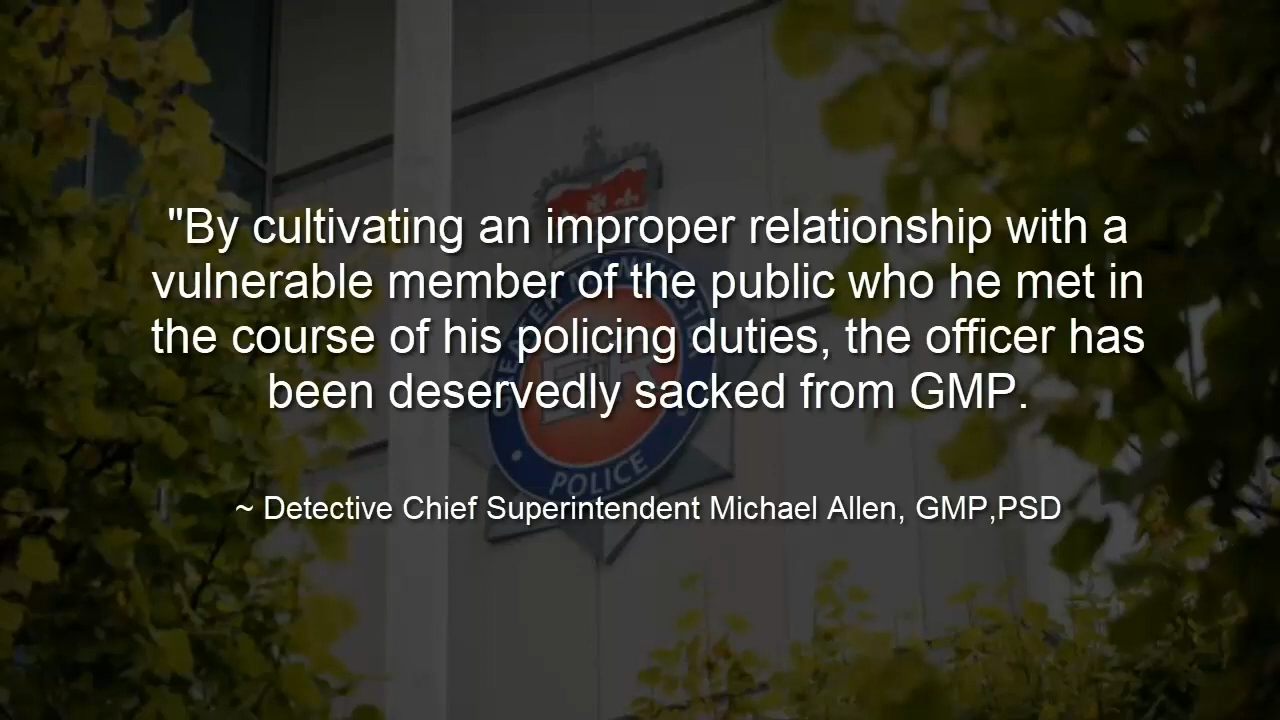 "By cultivating an improper relationship with a
vulnerable member of the public who he met in
the course of his policing duties, the officer has
been deservedly sacked from GMP.
~ Detective Chief Superintendent Michael Allen, GMP,PSD
POLICE